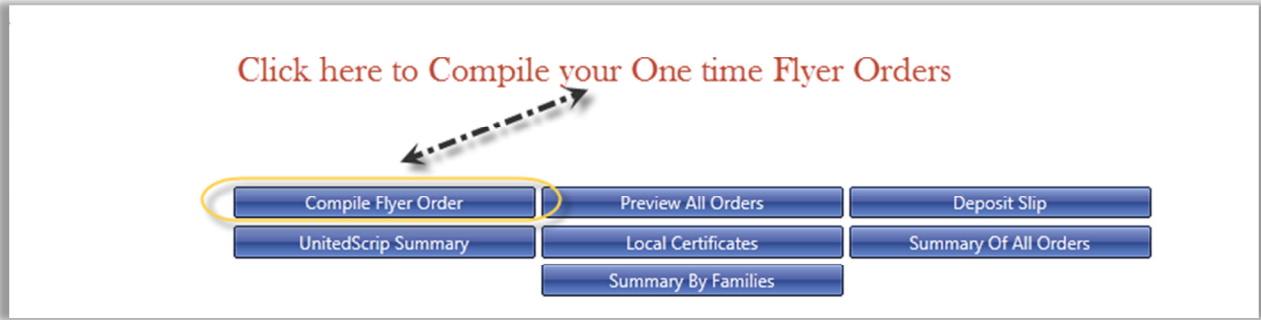 Click here to Compile your One time Flyer Orders
Compile Flyer Order
Preview All Orders
Deposit Slip
UnitedScrip Summary
Local Certificates
Summary Of All Orders
Summary By Families